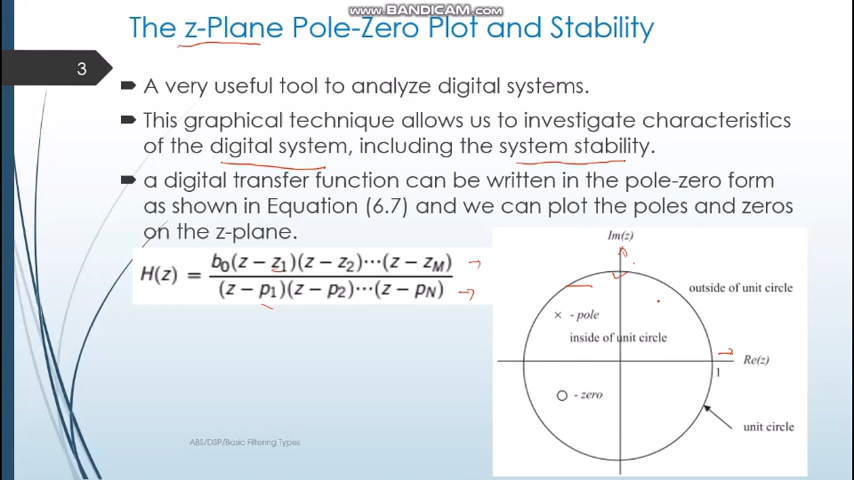 www.BANDICAM.com
The z-Plane Pole-Zero Plot and Stability
3
A very useful tool to analyze digital systems.
This graphical technique allows us to investigate characteristics
of the digital system, including the system stability.
a digital transfer function can be written in the pole-zero form
as shown in Equation (6.7) and we can plot the poles and zeros
on the z-plane.
H(z) = b₀(z − z₁)(z − z₂)⋯(z − z_M)
(z − p₁)(z − p₂)⋯(z − p_N)
Im(z)
outside of unit circle
× - pole
inside of unit circle
Re(z)
1
O - zero
unit circle
ABS/DSP/Basic Filtering Types